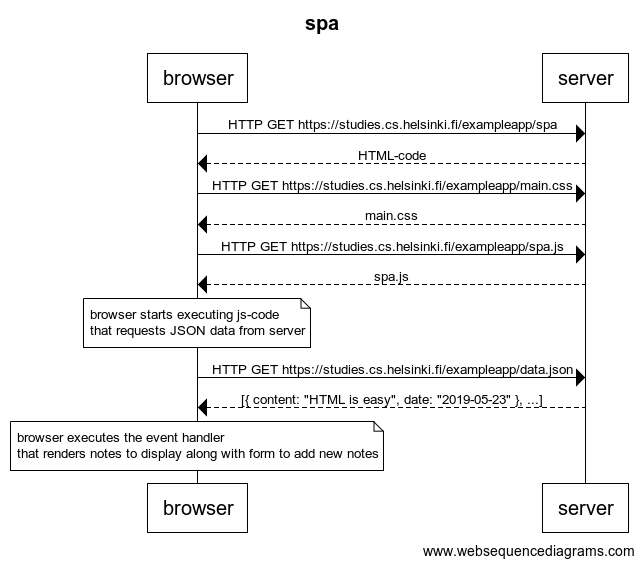 spa
browser
server
HTTP GET https://studies.cs.helsinki.fi/exampleapp/spa
HTML-code
HTTP GET https://studies.cs.helsinki.fi/exampleapp/main.css
main.css
HTTP GET https://studies.cs.helsinki.fi/exampleapp/spa.js
spa.js
browser starts executing js-code
that requests JSON data from server
HTTP GET https://studies.cs.helsinki.fi/exampleapp/data.json
[{ content: "HTML is easy", date: "2019-05-23" }, ...]
browser executes the event handler
that renders notes to display along with form to add new notes
browser
server
www.websequencediagrams.com